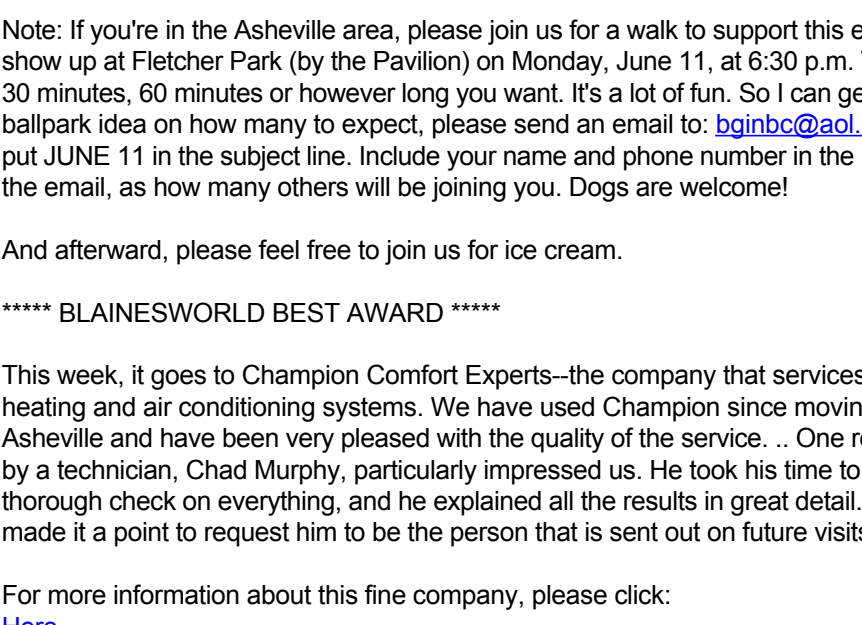 Note: If you're in the Asheville area, please join us for a walk to support this e
show up at Fletcher Park (by the Pavilion) on Monday, June 11, at 6:30 p.m.
30 minutes, 60 minutes or however long you want. It's a lot of fun. So I can ge
ballpark idea on how many to expect, please send an email to: bginbc@aol.
put JUNE 11 in the subject line. Include your name and phone number in the
the email, as how many others will be joining you. Dogs are welcome!
And afterward, please feel free to join us for ice cream.
***** BLAINESWORLD BEST AWARD *****
This week, it goes to Champion Comfort Experts--the company that services
heating and air conditioning systems. We have used Champion since movin
Asheville and have been very pleased with the quality of the service. .. One r
by a technician, Chad Murphy, particularly impressed us. He took his time to
thorough check on everything, and he explained all the results in great detail.
made it a point to request him to be the person that is sent out on future visits
For more information about this fine company, please click:
Here